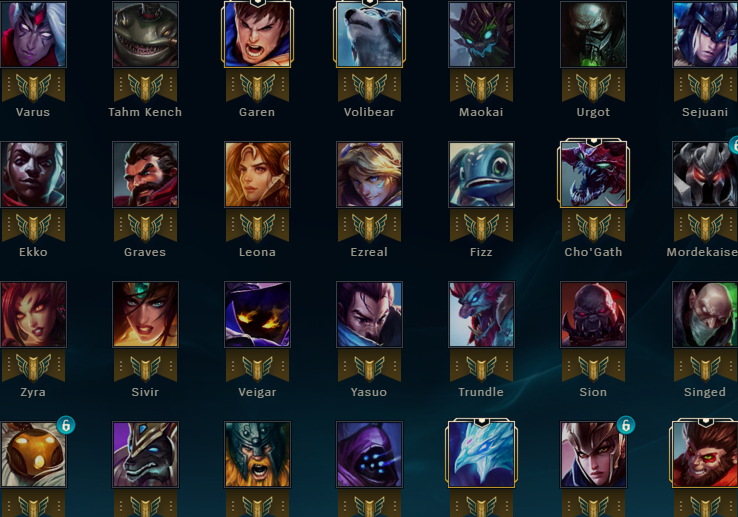 Varus
Tahm Kench
Garen
Volibear
Maokai
Urgot
Sejuani
6
Ekko
Graves
Leona
Ezreal
Fizz
Cho'Gath
Mordekaise
Zyra
Sivir
Veigar
Yasuo
Trundle
Sion
Singed
6
6